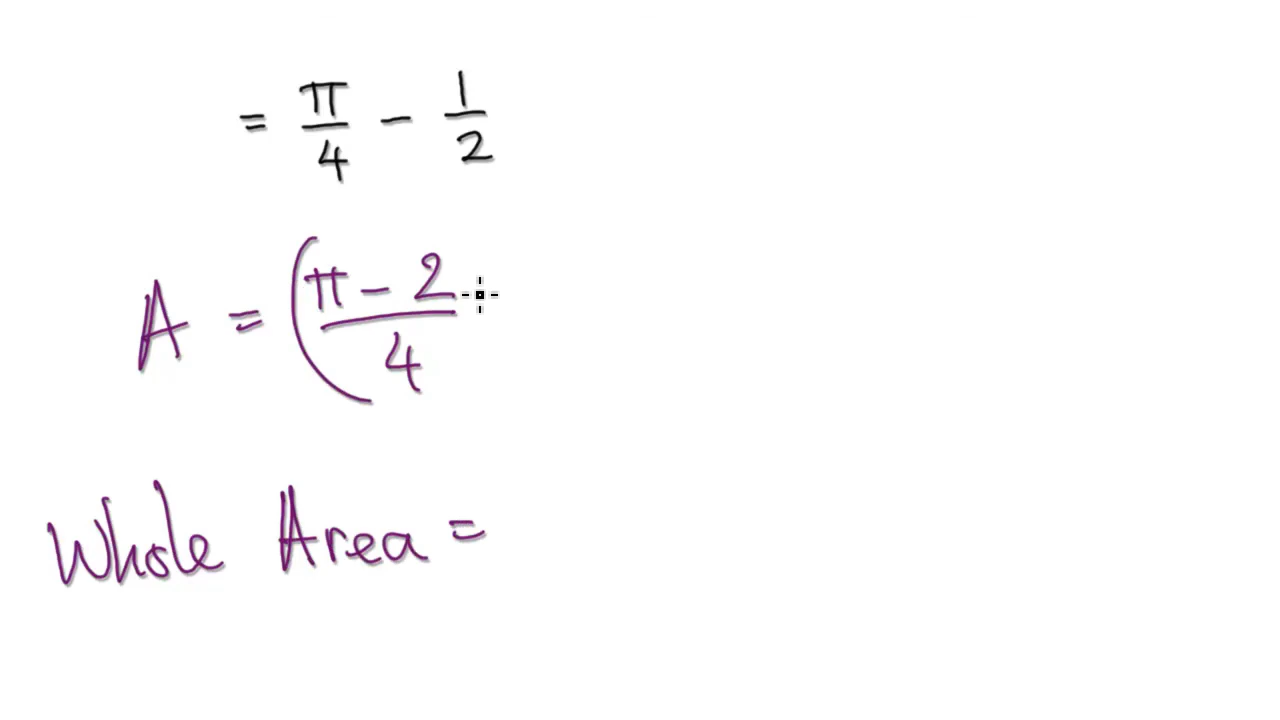 = π/4 - 1/2
A = (π - 2/4
Whole Area =